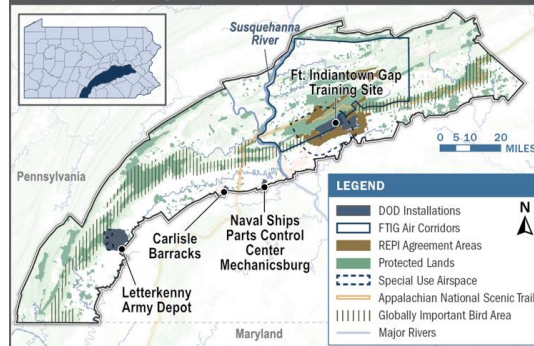 Susquehanna
River
Ft. Indiantown Gap
Training Site
0 5 10 20
MILES
Pennsylvania
Carlisle
Barracks
Naval Ships
Parts Control
Center
Mechanicsburg
Letterkenny
Army Depot
Maryland
LEGEND
N
DOD Installations
FTIG Air Corridors
REPI Agreement Areas
Protected Lands
Special Use Airspace
Appalachian National Scenic Trail
Globally Important Bird Area
Major Rivers